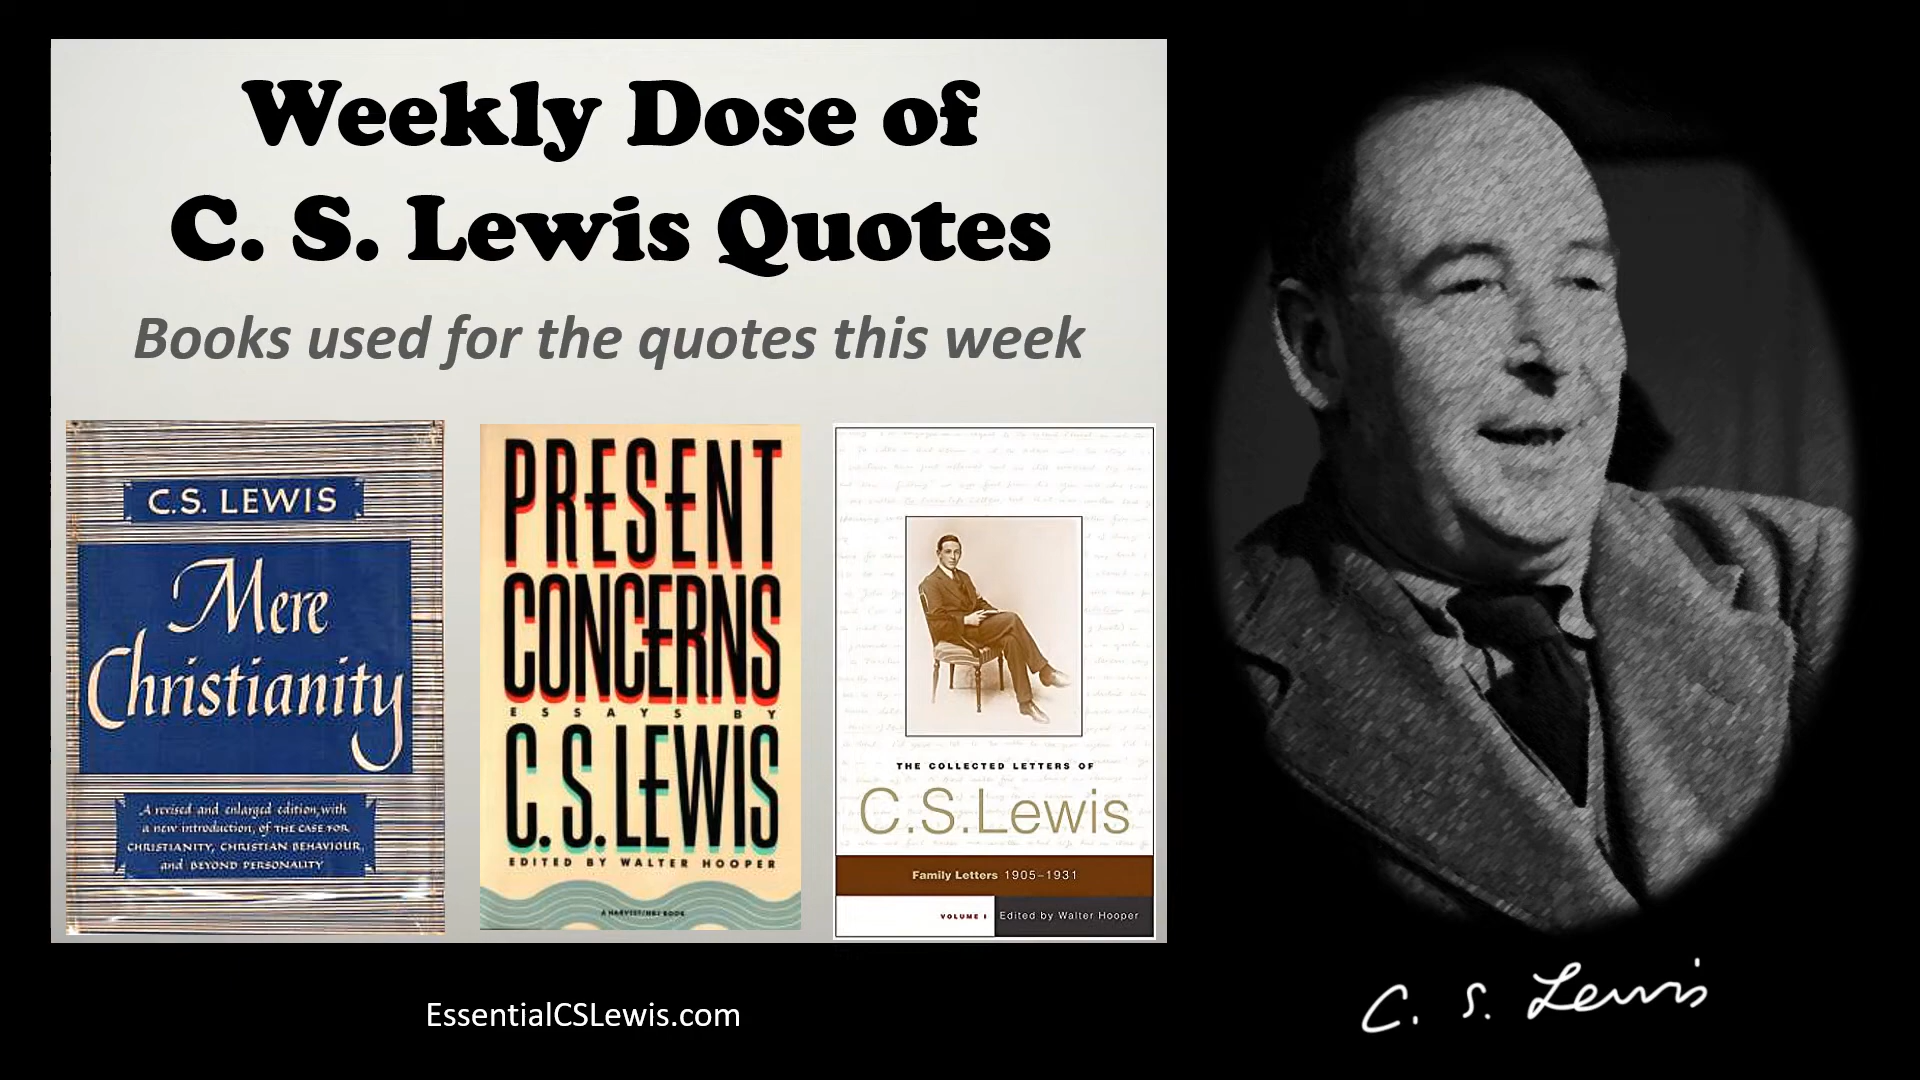 Weekly Dose of
C. S. Lewis Quotes
Books used for the quotes this week
C.S. LEWIS
Mere
Christianity
A revised and enlarged edition, with
a new introduction, of THE CASE FOR
CHRISTIANITY, CHRISTIAN BEHAVIOUR,
and BEYOND PERSONALITY
PRESENT
CONCERNS
ESSAYS BY
C. S. LEWIS
EDITED BY WALTER HOOPER
A HARVEST/HBJ BOOK
THE COLLECTED LETTERS OF
C.S. Lewis
Family Letters 1905–1931
VOLUME I Edited by Walter Hooper
EssentialCSLewis.com
C. S. Lewis